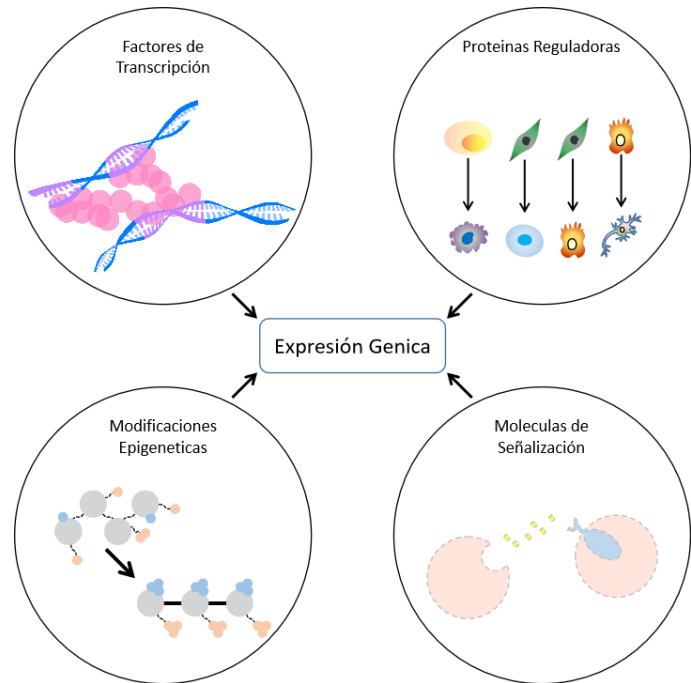 Factores de
Transcripción
Proteinas Reguladoras
Expresión Genica
Modificaciones
Epigeneticas
Moleculas de
Señalización